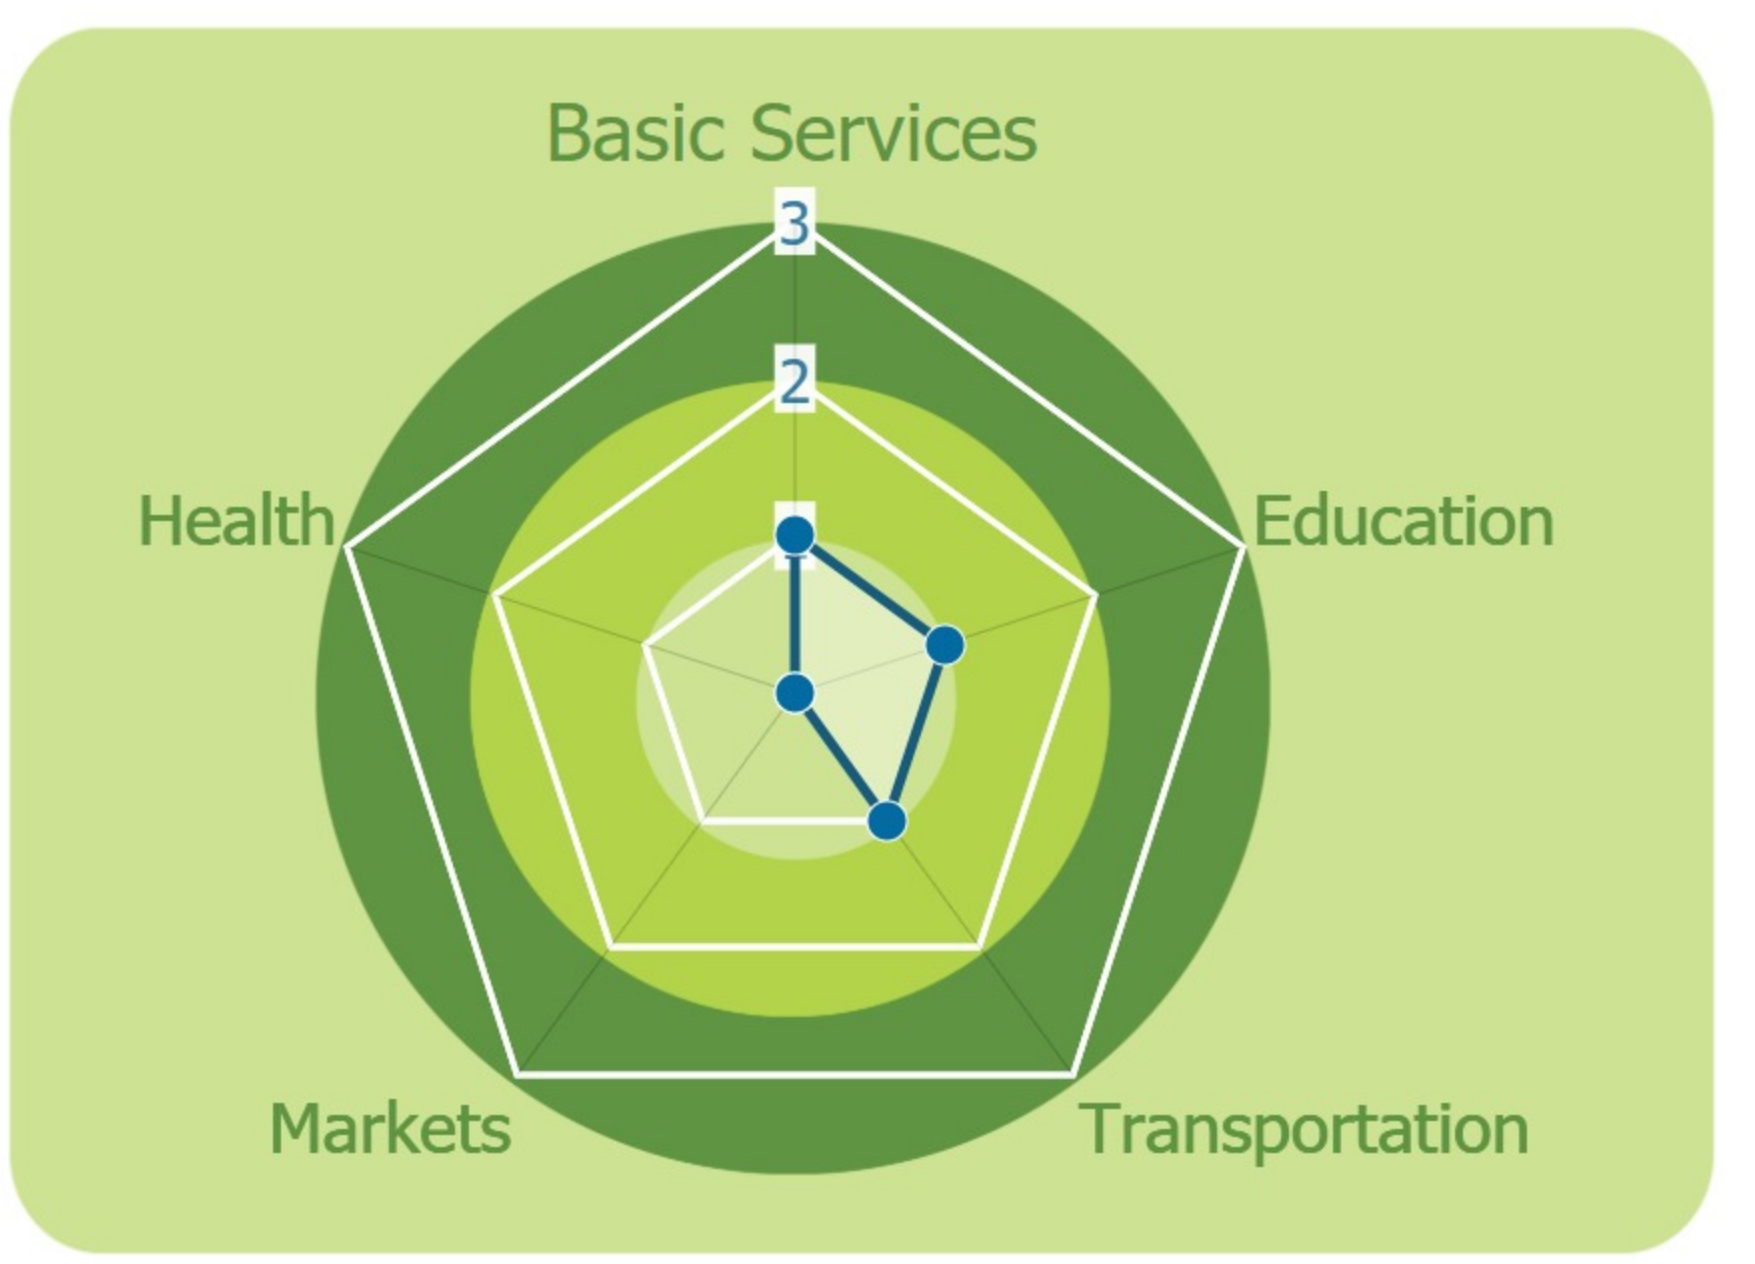 Basic Services
3
2
Health
Education
Markets
Transportation